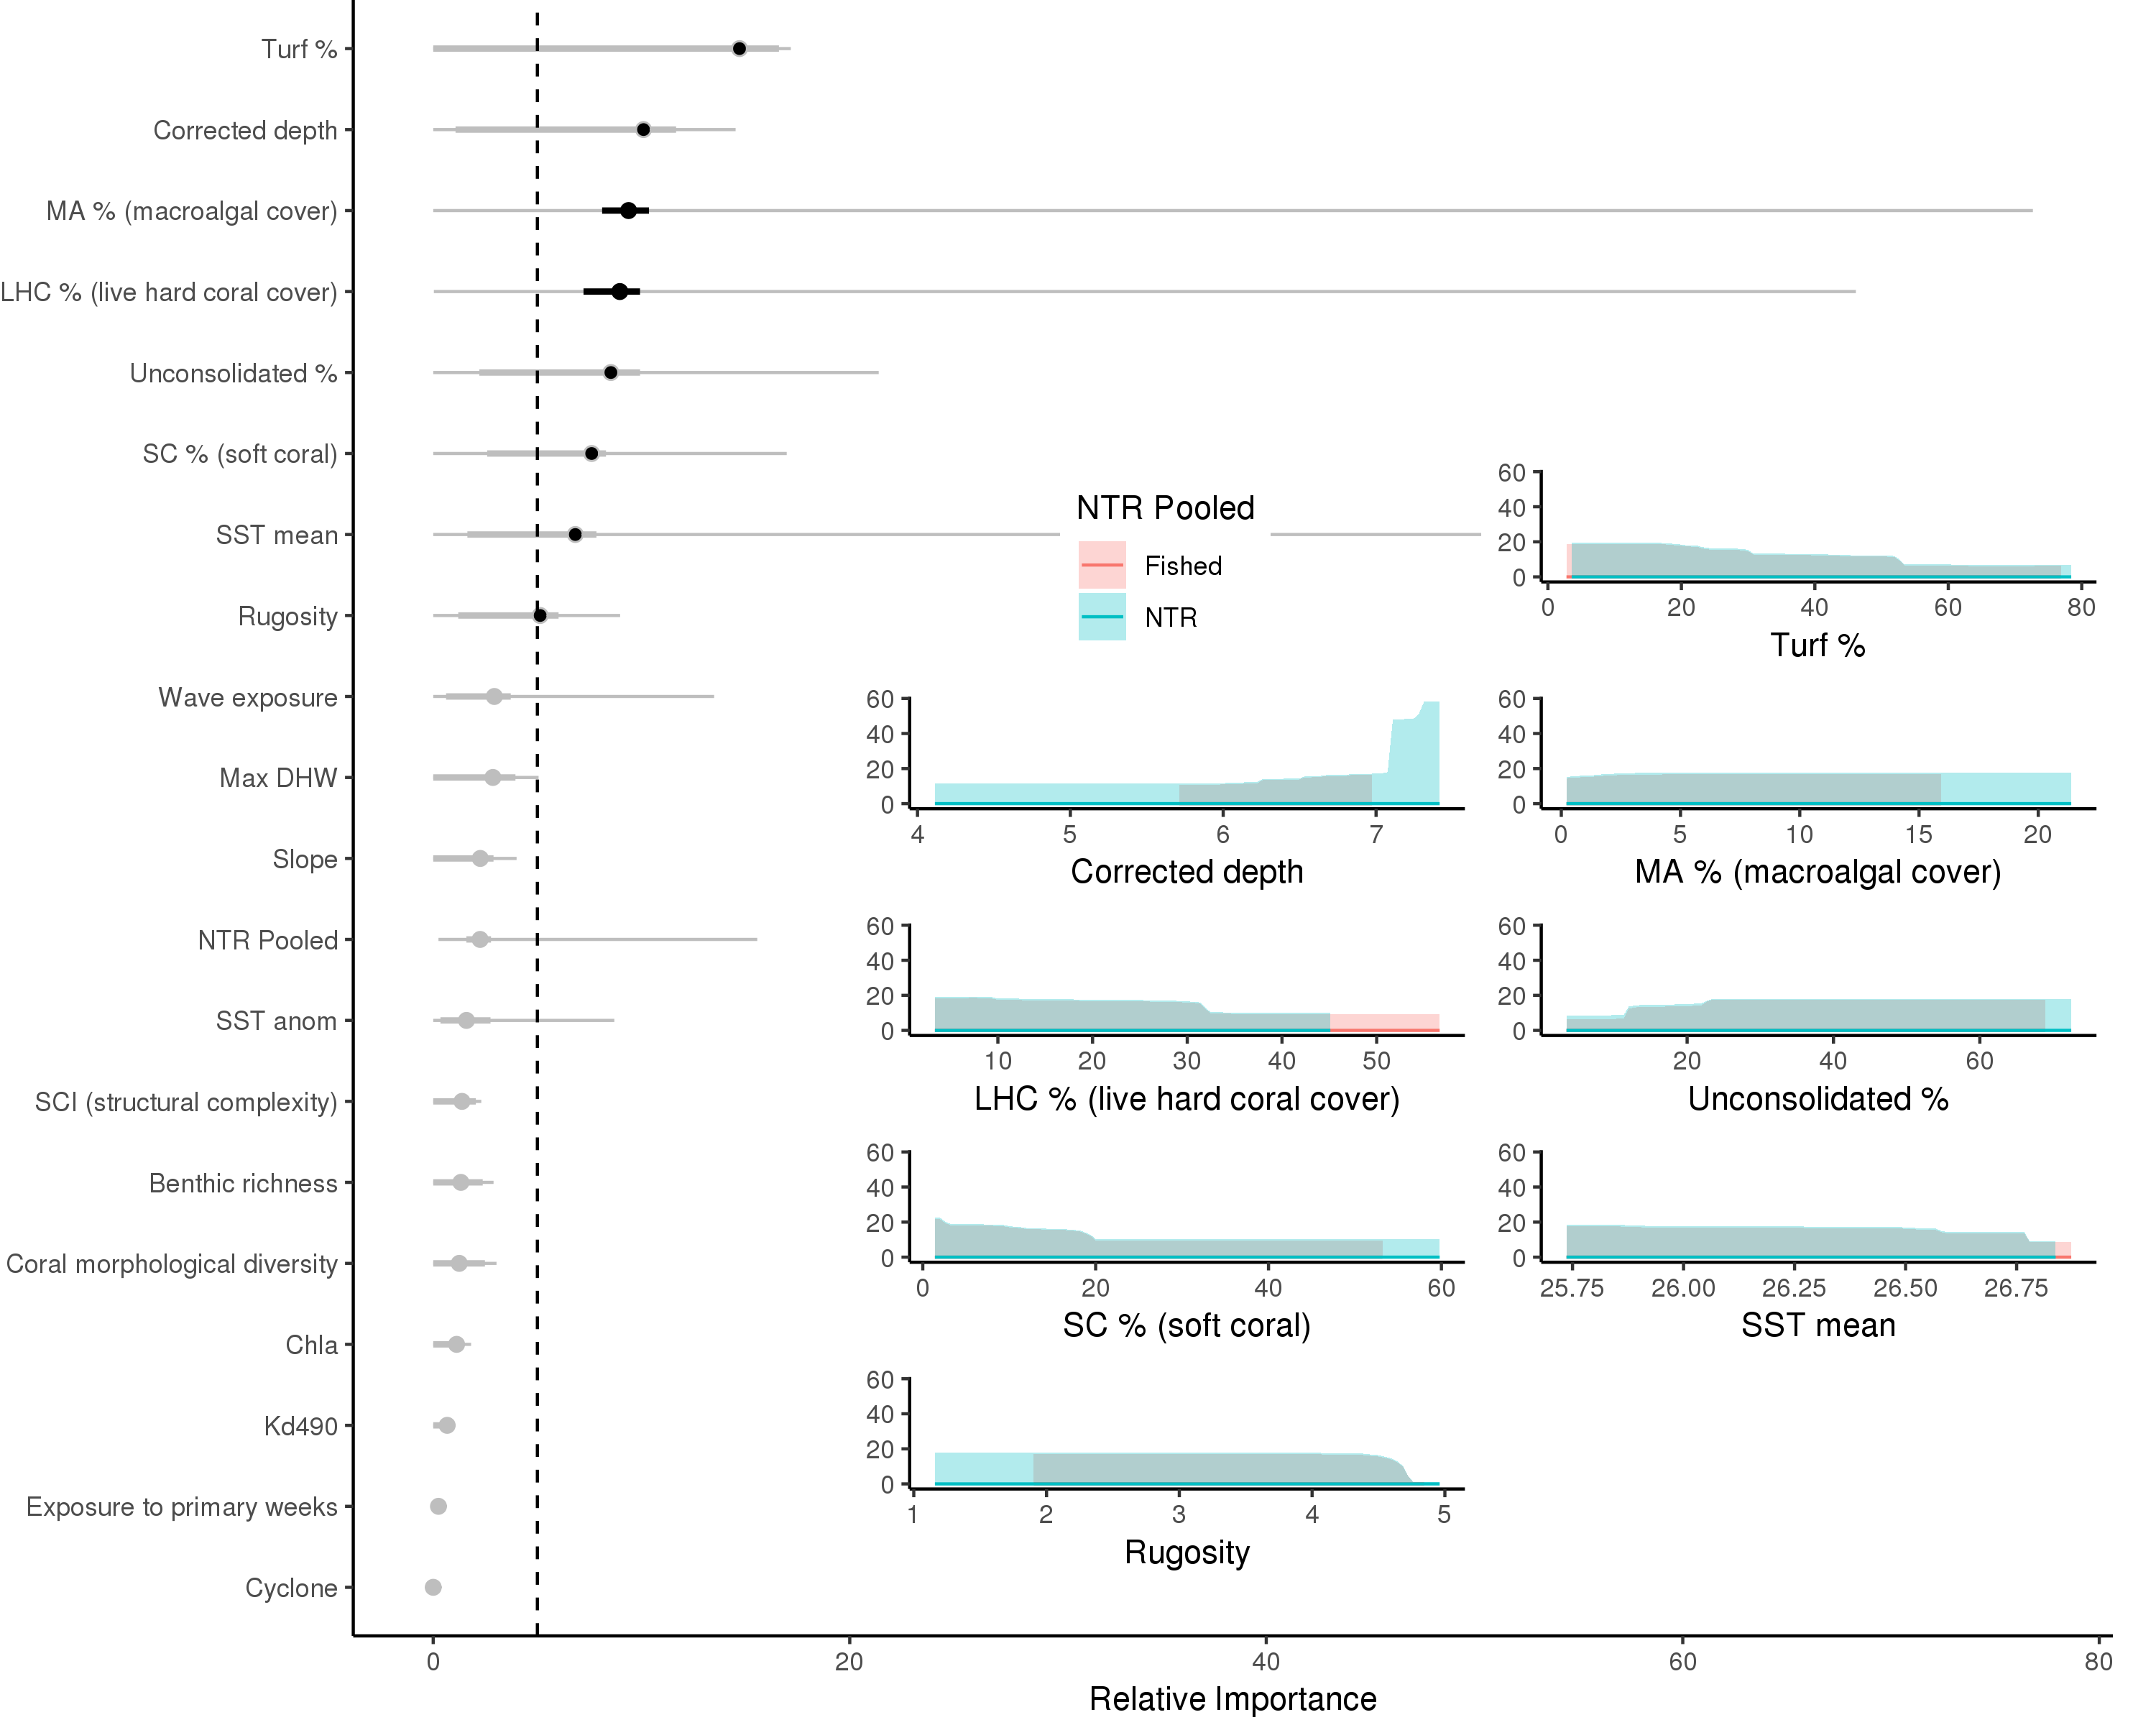 Turf %
Corrected depth
MA % (macroalgal cover)
LHC % (live hard coral cover)
Unconsolidated %
SC % (soft coral)
SST mean
Rugosity
Wave exposure
Max DHW
Slope
NTR Pooled
SST anom
SCI (structural complexity)
Benthic richness
Coral morphological diversity
Chla
Kd490
Exposure to primary weeks
Cyclone
0 20 40 60 80
Relative Importance
NTR Pooled
Fished
NTR
60
40
20
0
0 20 40 60 80
Turf %
60
40
20
0
4 5 6 7
Corrected depth
60
40
20
0
0 5 10 15 20
MA % (macroalgal cover)
60
40
20
0
10 20 30 40 50
LHC % (live hard coral cover)
60
40
20
0
20 40 60
Unconsolidated %
60
40
20
0
0 20 40 60
SC % (soft coral)
60
40
20
0
25.75 26.00 26.25 26.50 26.75
SST mean
60
40
20
0
1 2 3 4 5
Rugosity